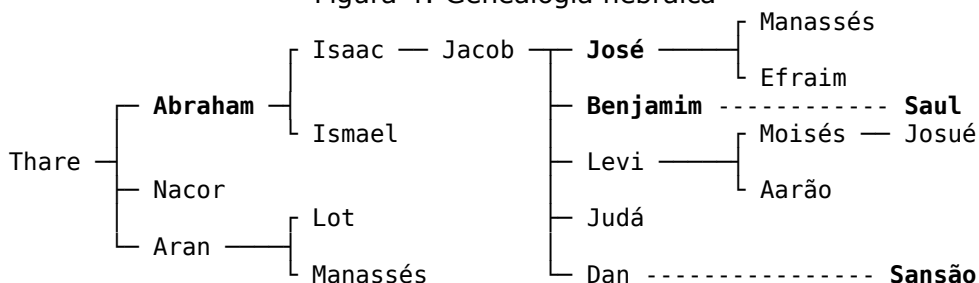 Figura 4: Genealogia hebraica
Manassés
Isaac Jacob José
Efraim
Abraham Benjamim Saul
Ismael Moisés Josué
Thare Levi
Nacor Aarão
Lot Judá
Aran
Manassés Dan Sansão